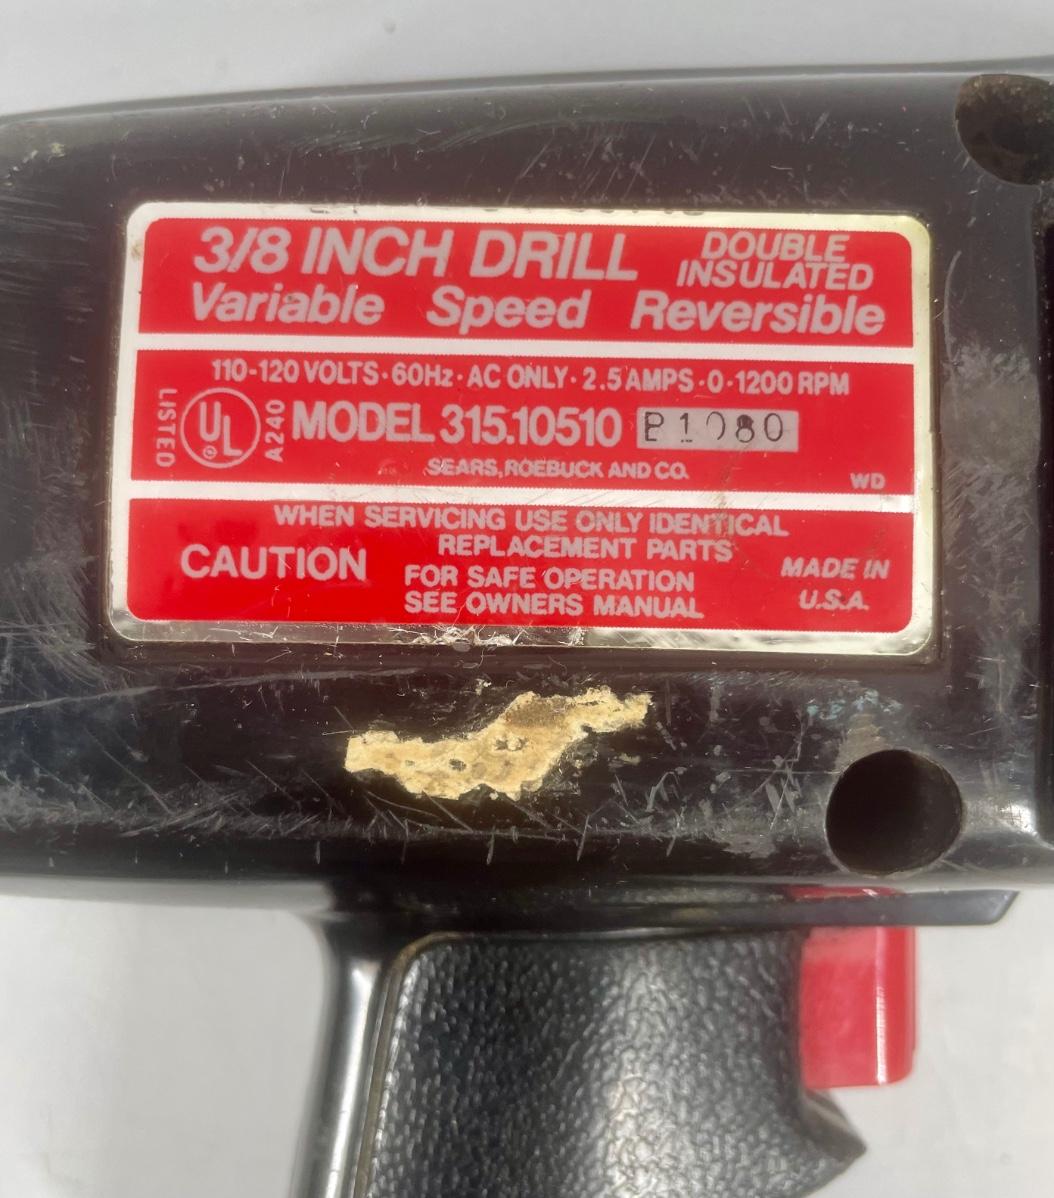 3/8 INCH DRILL
DOUBLE
INSULATED
Variable Speed Reversible
110-120 VOLTS·60Hz·AC ONLY·2.5 AMPS·0-1200 RPM
LISTED
UL
A240
MODEL 315.10510 P1080
SEARS, ROEBUCK AND CO.
WD
CAUTION
WHEN SERVICING USE ONLY IDENTICAL
REPLACEMENT PARTS
FOR SAFE OPERATION
SEE OWNERS MANUAL
MADE IN
U.S.A.